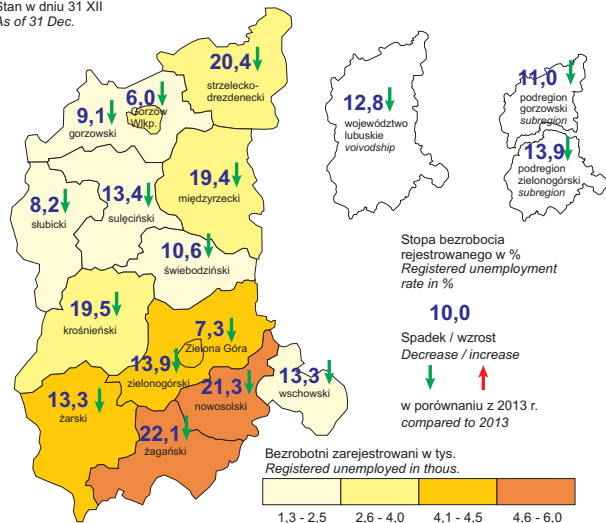 Stan w dniu 31 XII
As of 31 Dec.
20,4
strzelecko-
drezdenecki
6,0
Gorzów
Wlkp.
9,1
gorzowski
19,4
międzyrzecki
13,4
sulęciński
8,2
słubicki
10,6
świebodziński
19,5
krośnieński
7,3
Zielona Góra
13,9
zielonogórski
21,3
nowosolski
13,3
wschowski
13,3
żarski
22,1
żagański
12,8
województwo
lubuskie
voivodship
11,0
podregion
gorzowski
subregion
13,9
podregion
zielonogórski
subregion
Stopa bezrobocia
rejestrowanego w %
Registered unemployment
rate in %
10,0
Spadek / wzrost
Decrease / increase
w porównaniu z 2013 r.
compared to 2013
Bezrobotni zarejestrowani w tys.
Registered unemployed in thous.
1,3 - 2,5
2,6 - 4,0
4,1 - 4,5
4,6 - 6,0